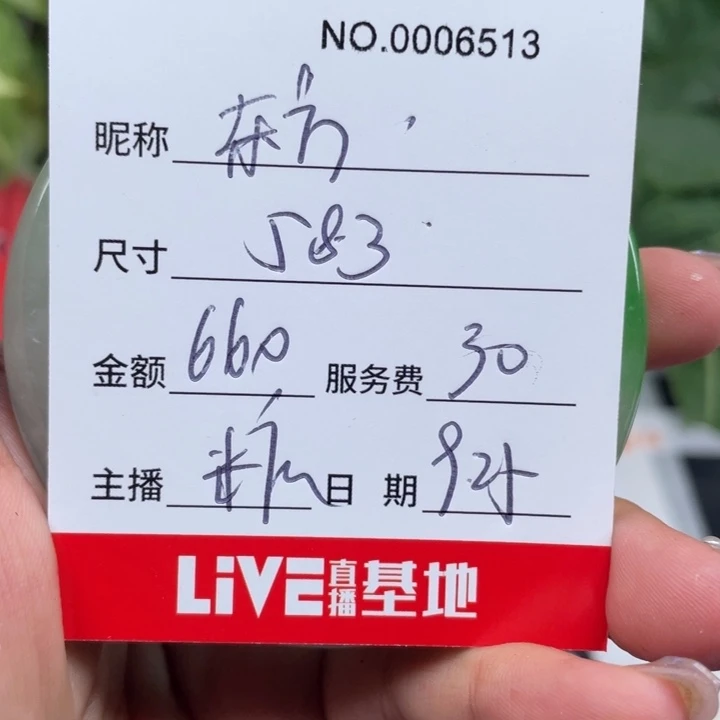 NO.0006513
昵称
尺寸 583
金额 660 服务费 30
主播 日期
LiVE直播基地